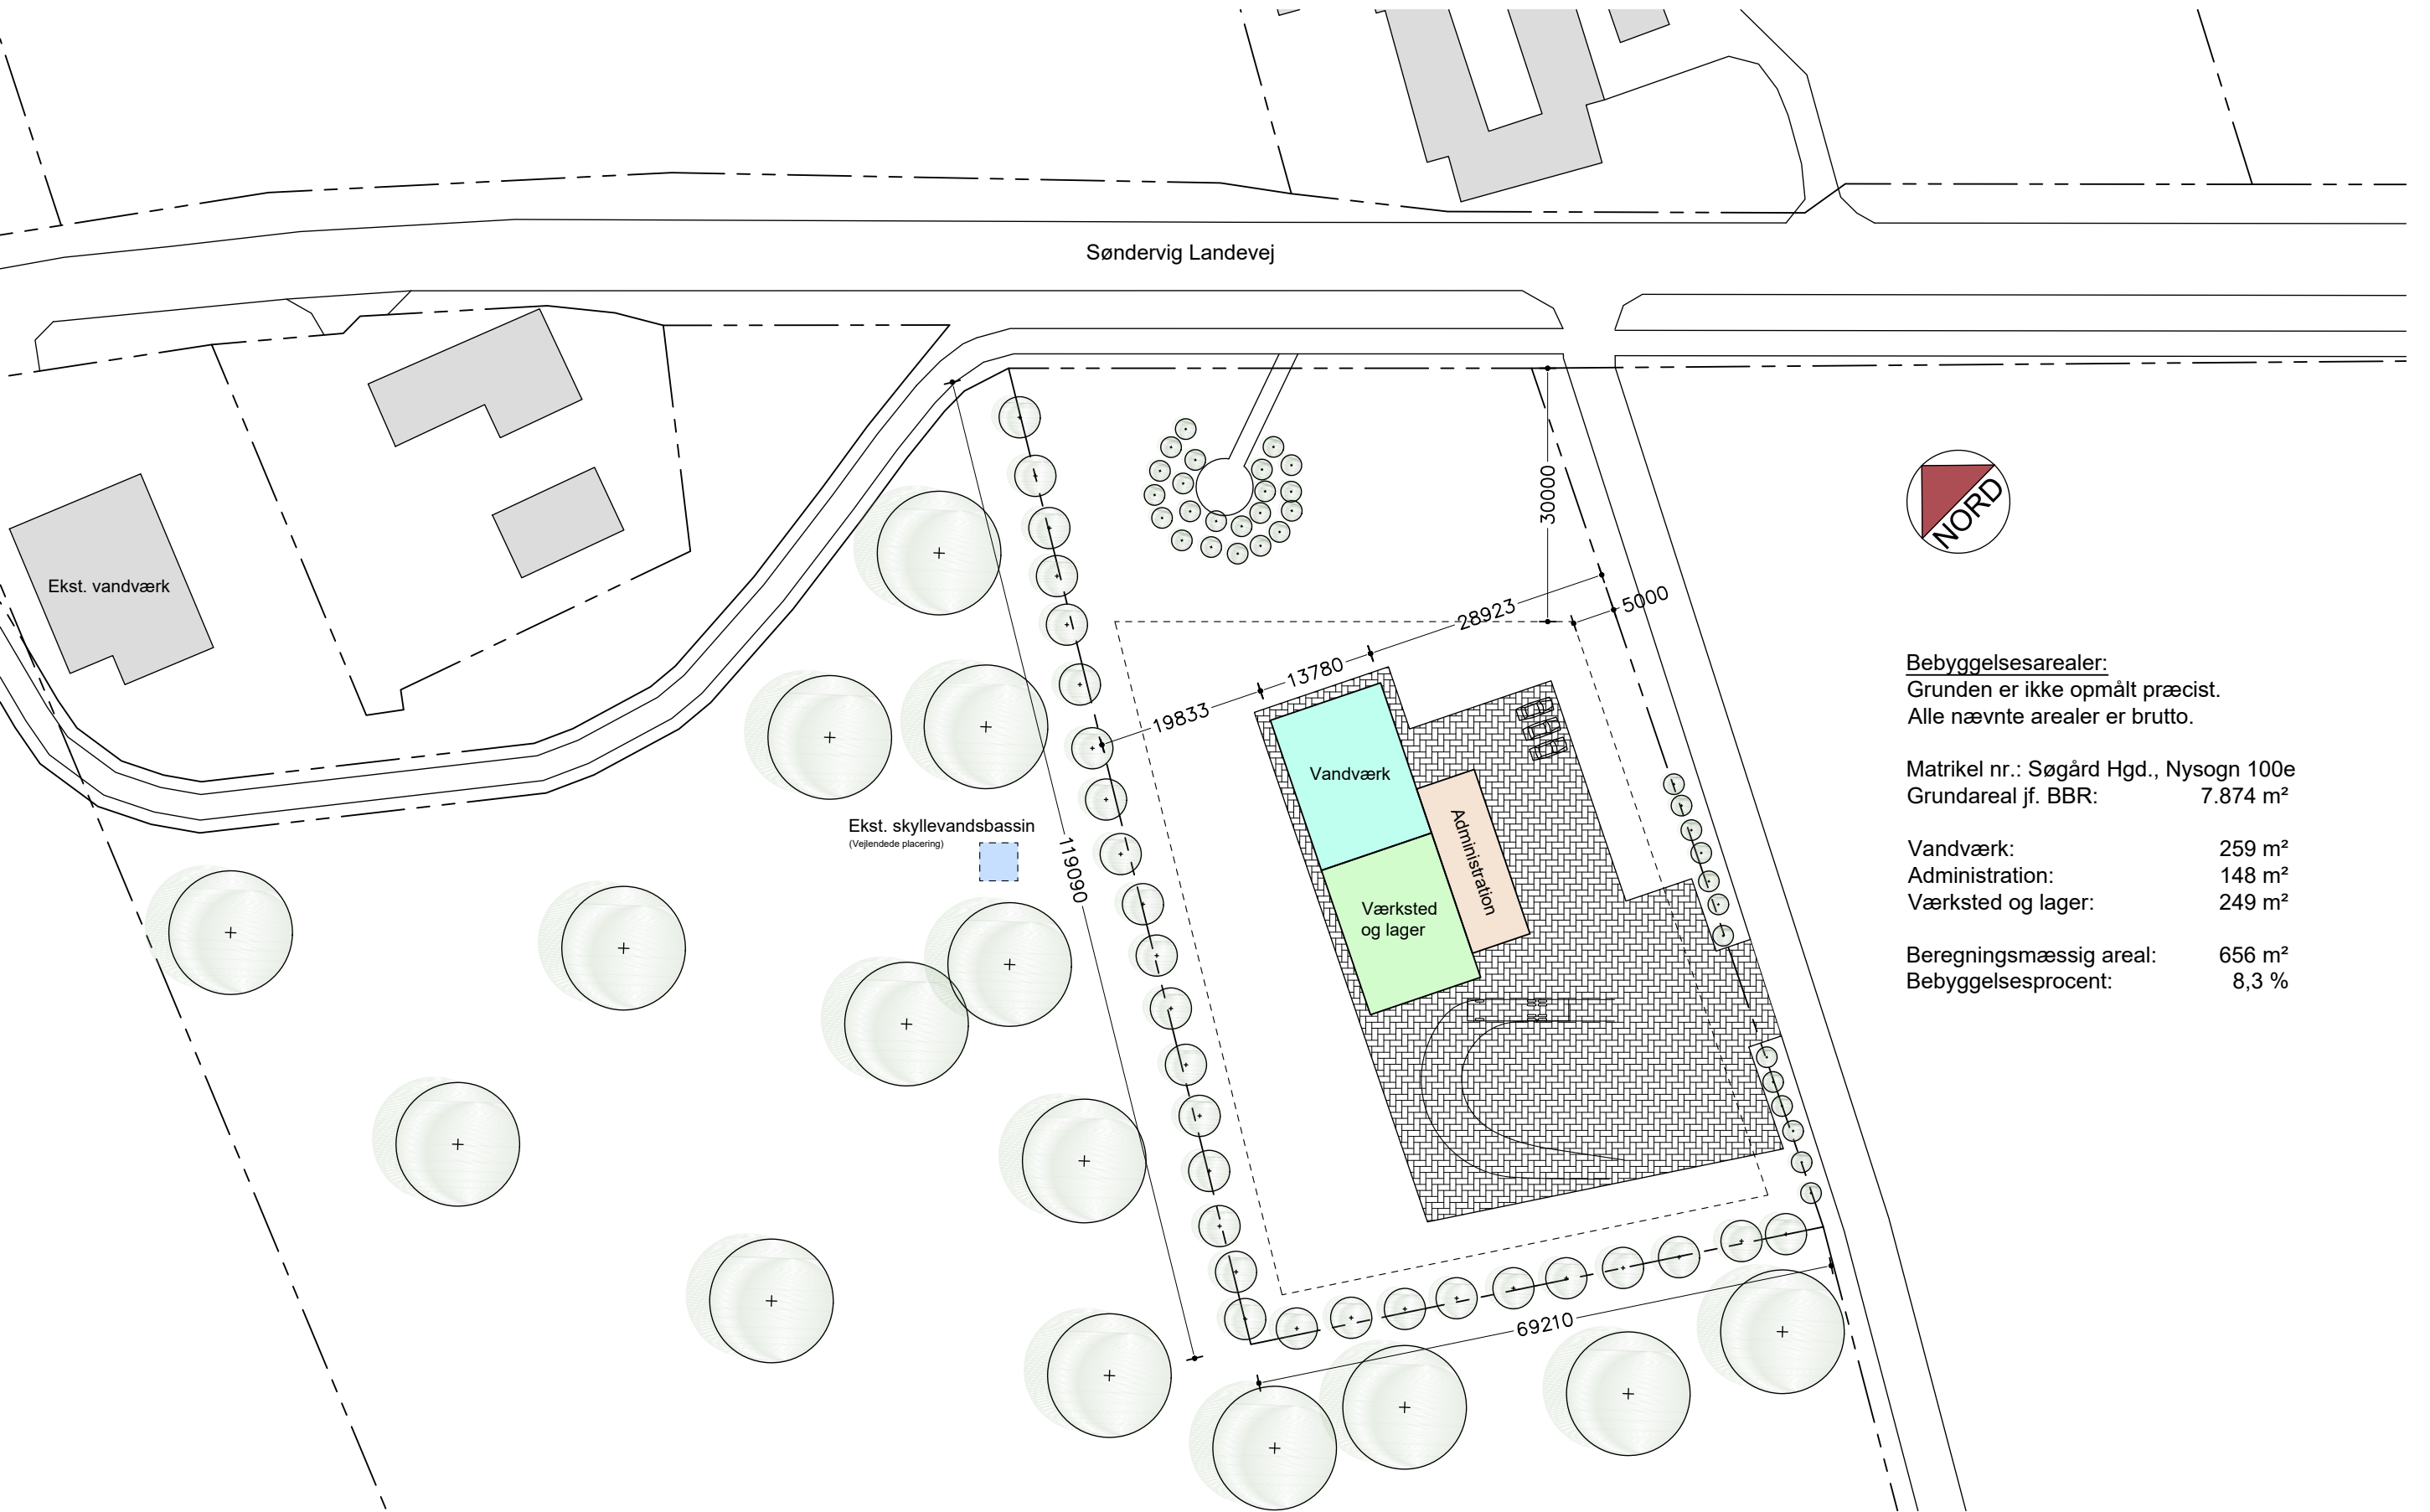 Søndervig Landevej
Ekst. vandværk
30000
NORD
28923
5000
13780
19833
Bebyggelsesarealer:
Grunden er ikke opmålt præcist.
Alle nævnte arealer er brutto.
Matrikel nr.: Søgård Hgd., Nysogn 100e
Grundareal jf. BBR: 7.874 m²
Vandværk: 259 m²
Administration: 148 m²
Værksted og lager: 249 m²
Beregningsmæssig areal: 656 m²
Bebyggelsesprocent: 8,3 %
Vandværk
Administration
Værksted
og lager
Ekst. skyllevandsbassin
(Vejlendede placering)
119090
69210